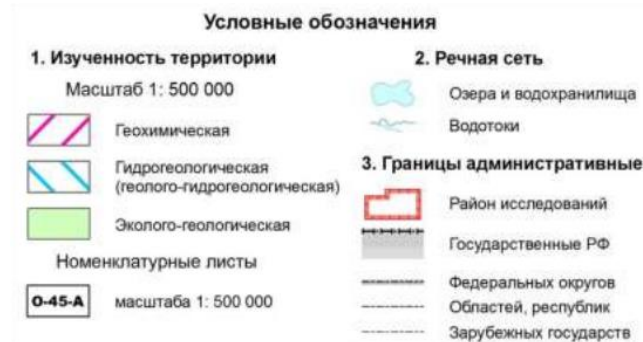 Условные обозначения
1. Изученность территории
Масштаб 1: 500 000
Геохимическая
Гидрогеологическая
(геолого-гидрогеологическая)
Эколого-геологическая
Номенклатурные листы
О-45-А
масштаба 1: 500 000
2. Речная сеть
Озера и водохранилища
Водотоки
3. Границы административные
Район исследований
Государственные РФ
Федеральных округов
Областей, республик
Зарубежных государств